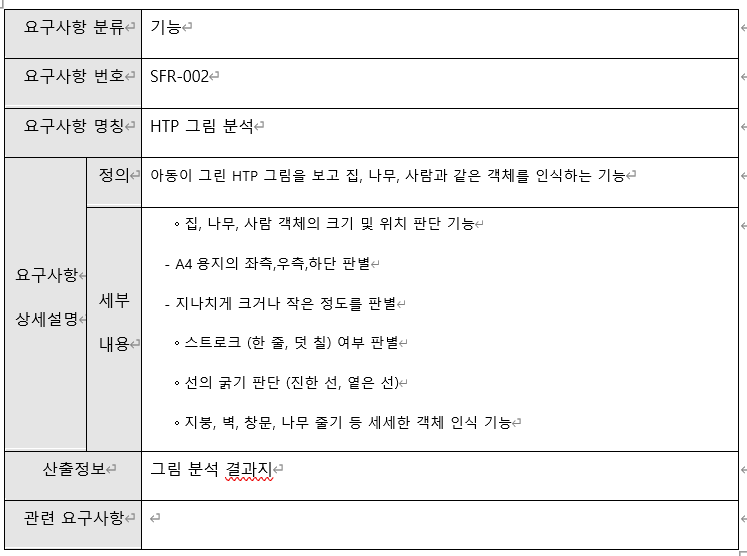 요구사항 분류 기능
요구사항 번호 SFR-002
요구사항 명칭 HTP 그림 분석
요구사항
상세설명
정의 아동이 그린 HTP 그림을 보고 집, 나무, 사람과 같은 객체를 인식하는 기능
세부
내용
◦ 집, 나무, 사람 객체의 크기 및 위치 판단 기능
- A4 용지의 좌측,우측,하단 판별
- 지나치게 크거나 작은 정도를 판별
◦ 스트로크 (한 줄, 덧 칠) 여부 판별
◦ 선의 굵기 판단 (진한 선, 옅은 선)
◦ 지붕, 벽, 창문, 나무 줄기 등 세세한 객체 인식 기능
산출정보 그림 분석 결과지
관련 요구사항